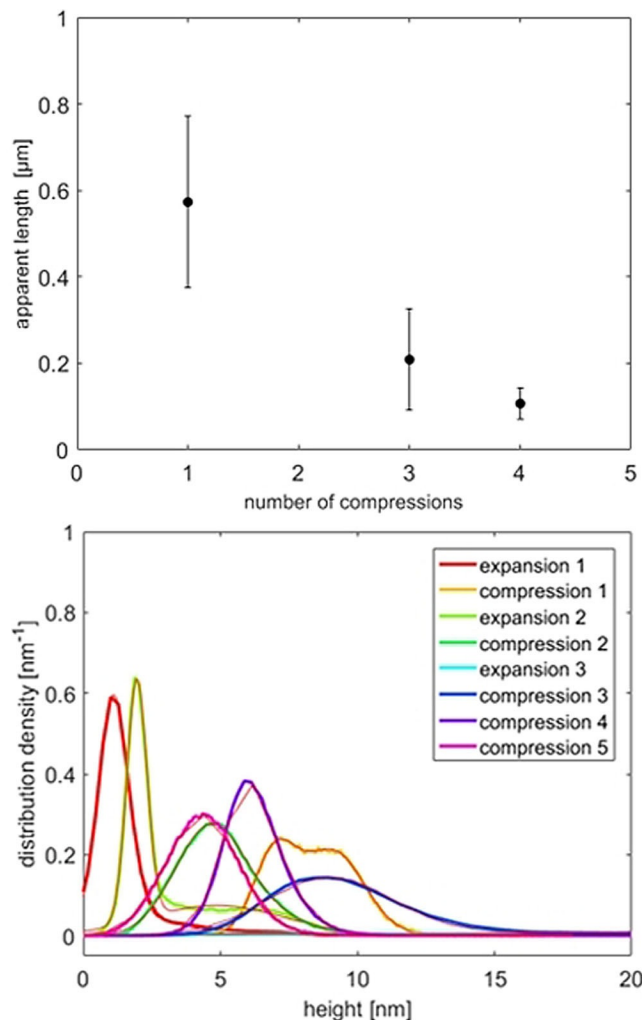 1
0.8
0.6
0.4
0.2
0
apparent length [µm]
0 1 2 3 4 5
number of compressions
1
0.8
0.6
0.4
0.2
0
distribution density [nm⁻¹]
expansion 1
compression 1
expansion 2
compression 2
expansion 3
compression 3
compression 4
compression 5
0 5 10 15 20
height [nm]